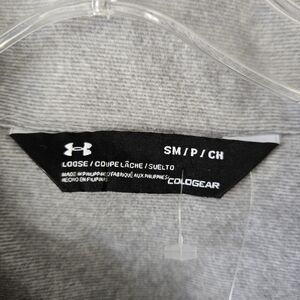 SM/P/CH
LOOSE / COUPE LÂCHE / SUELTO
MADE IN PHILIPPINES/FABRIQUÉ AUX PHILIPPINES/
HECHO EN FILIPINAS
COLDGEAR